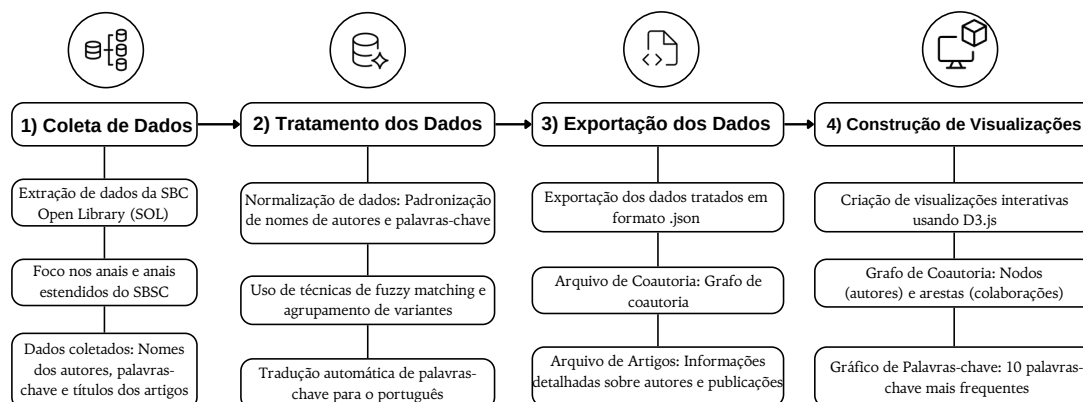 1) Coleta de Dados
Extração de dados da SBC
Open Library (SOL)
Foco nos anais e anais
estendidos do SBSC
Dados coletados: Nomes
dos autores, palavras-
chave e títulos dos artigos
2) Tratamento dos Dados
Normalização de dados: Padronização
de nomes de autores e palavras-chave
Uso de técnicas de fuzzy matching e
agrupamento de variantes
Tradução automática de palavras-
chave para o português
3) Exportação dos Dados
Exportação dos dados tratados em
formato .json
Arquivo de Coautoria: Grafo de
coautoria
Arquivo de Artigos: Informações
detalhadas sobre autores e publicações
4) Construção de Visualizações
Criação de visualizações interativas
usando D3.js
Grafo de Coautoria: Nodos
(autores) e arestas (colaborações)
Gráfico de Palavras-chave: 10 palavras-
chave mais frequentes